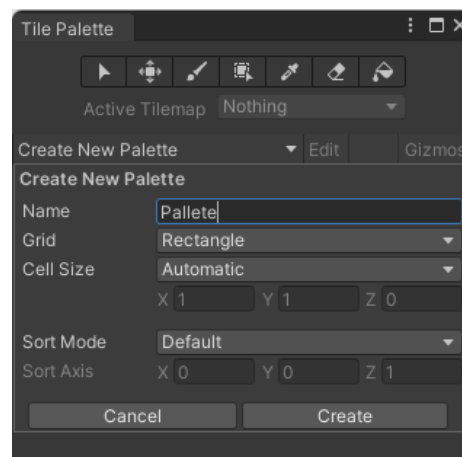 Tile Palette
Active Tilemap Nothing
Create New Palette Edit Gizmos
Create New Palette
Name Pallete
Grid Rectangle
Cell Size Automatic
X 1 Y 1 Z 0
Sort Mode Default
Sort Axis X 0 Y 0 Z 1
Cancel Create